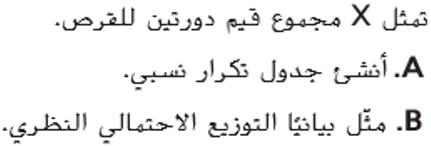 تمثل X مجموع قيم دورتين للقرص.
A. أنشئ جدول تكرار نسبي.
B. مثّل بيانيًا التوزيع الاحتمالي النظري.